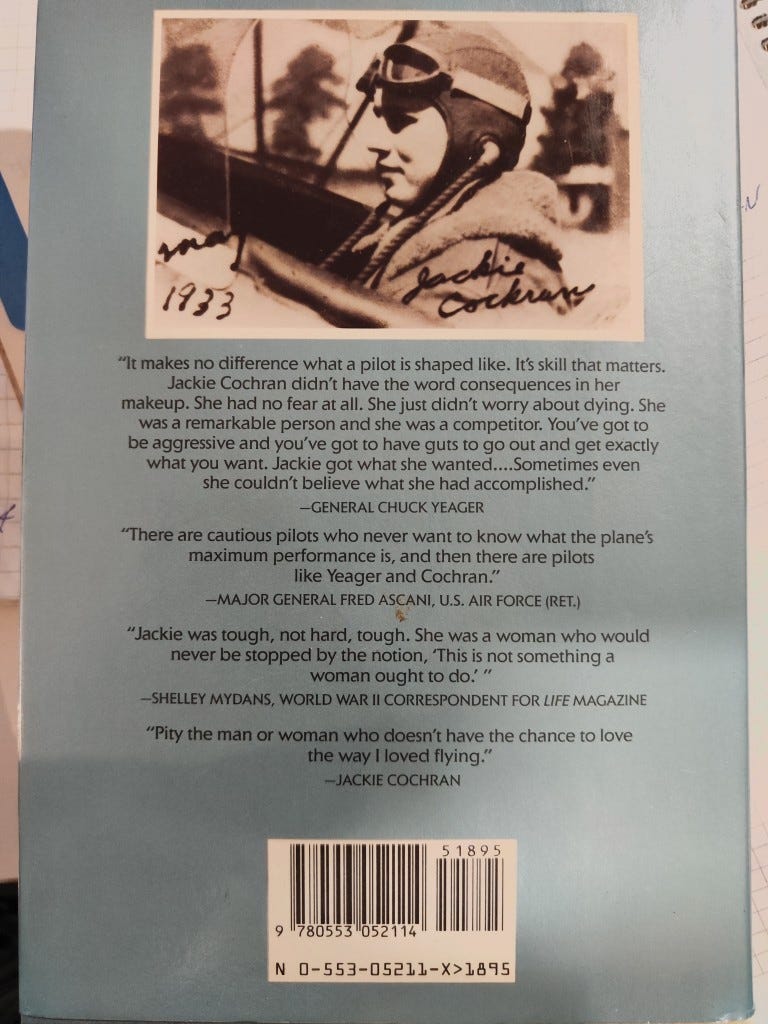 may
1933
Jackie
Cochran
“It makes no difference what a pilot is shaped like. It’s skill that matters.
Jackie Cochran didn’t have the word consequences in her
makeup. She had no fear at all. She just didn’t worry about dying. She
was a remarkable person and she was a competitor. You’ve got to
be aggressive and you’ve got to have guts to go out and get exactly
what you want. Jackie got what she wanted....Sometimes even
she couldn’t believe what she had accomplished.”
—GENERAL CHUCK YEAGER
“There are cautious pilots who never want to know what the plane’s
maximum performance is, and then there are pilots
like Yeager and Cochran.”
—MAJOR GENERAL FRED ASCANI, U.S. AIR FORCE (RET.)
“Jackie was tough, not hard, tough. She was a woman who would
never be stopped by the notion, ‘This is not something a
woman ought to do.’ ”
—SHELLEY MYDANS, WORLD WAR II CORRESPONDENT FOR LIFE MAGAZINE
“Pity the man or woman who doesn’t have the chance to love
the way I loved flying.”
—JACKIE COCHRAN
51895
9 780553 052114
N 0-553-05211-X>1895